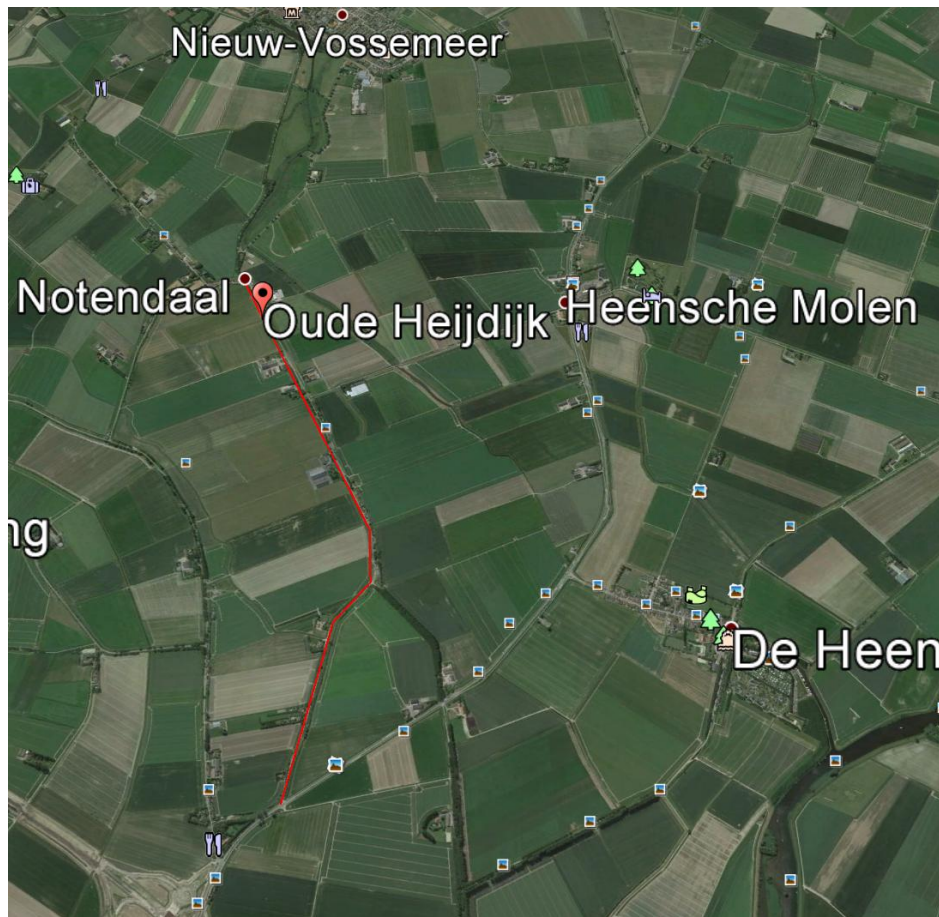 Nieuw-Vossemeer
Notendaal
Oude Heijdijk
Heensche Molen
ng
De Heen